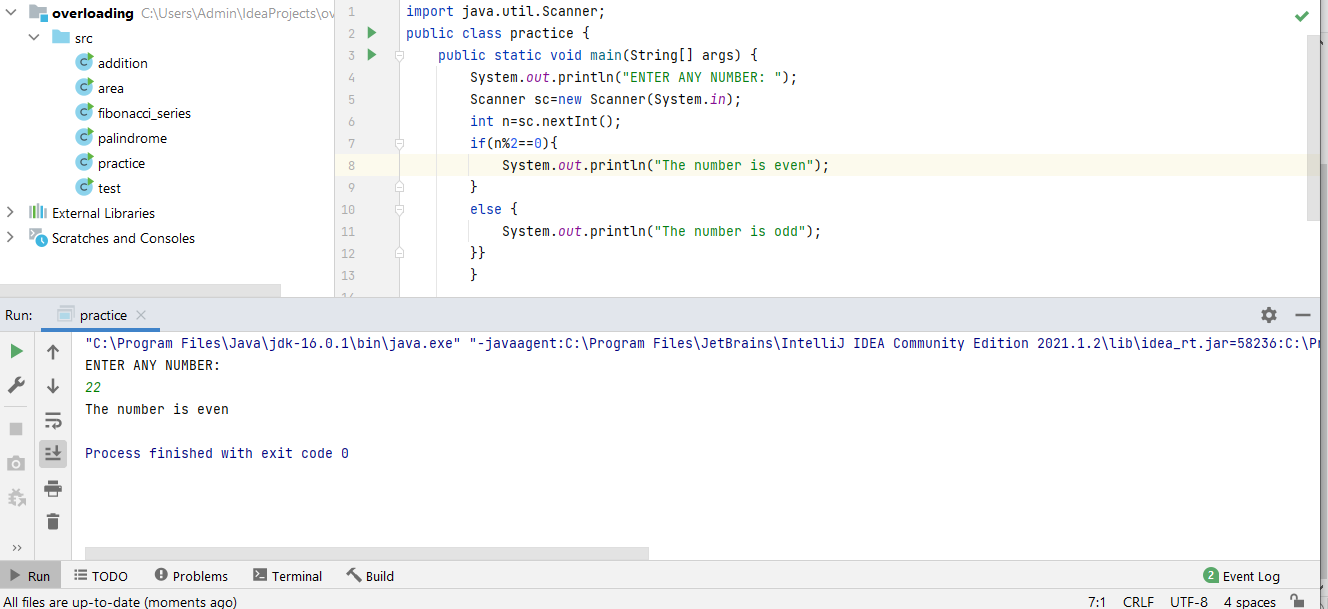 overloading C:\Users\Admin\IdeaProjects\ov
src
addition
area
fibonacci_series
palindrome
practice
test
External Libraries
Scratches and Consoles
1 import java.util.Scanner;
2 public class practice {
3 public static void main(String[] args) {
4 System.out.println("ENTER ANY NUMBER: ");
5 Scanner sc=new Scanner(System.in);
6 int n=sc.nextInt();
7 if(n%2==0){
8 System.out.println("The number is even");
9 }
10 else {
11 System.out.println("The number is odd");
12 }}
13 }
Run: practice
"C:\Program Files\Java\jdk-16.0.1\bin\java.exe" "-javaagent:C:\Program Files\JetBrains\IntelliJ IDEA Community Edition 2021.1.2\lib\idea_rt.jar=58236:C:\Pr
ENTER ANY NUMBER:
22
The number is even
Process finished with exit code 0
Run TODO Problems Terminal Build 2 Event Log
All files are up-to-date (moments ago) 7:1 CRLF UTF-8 4 spaces